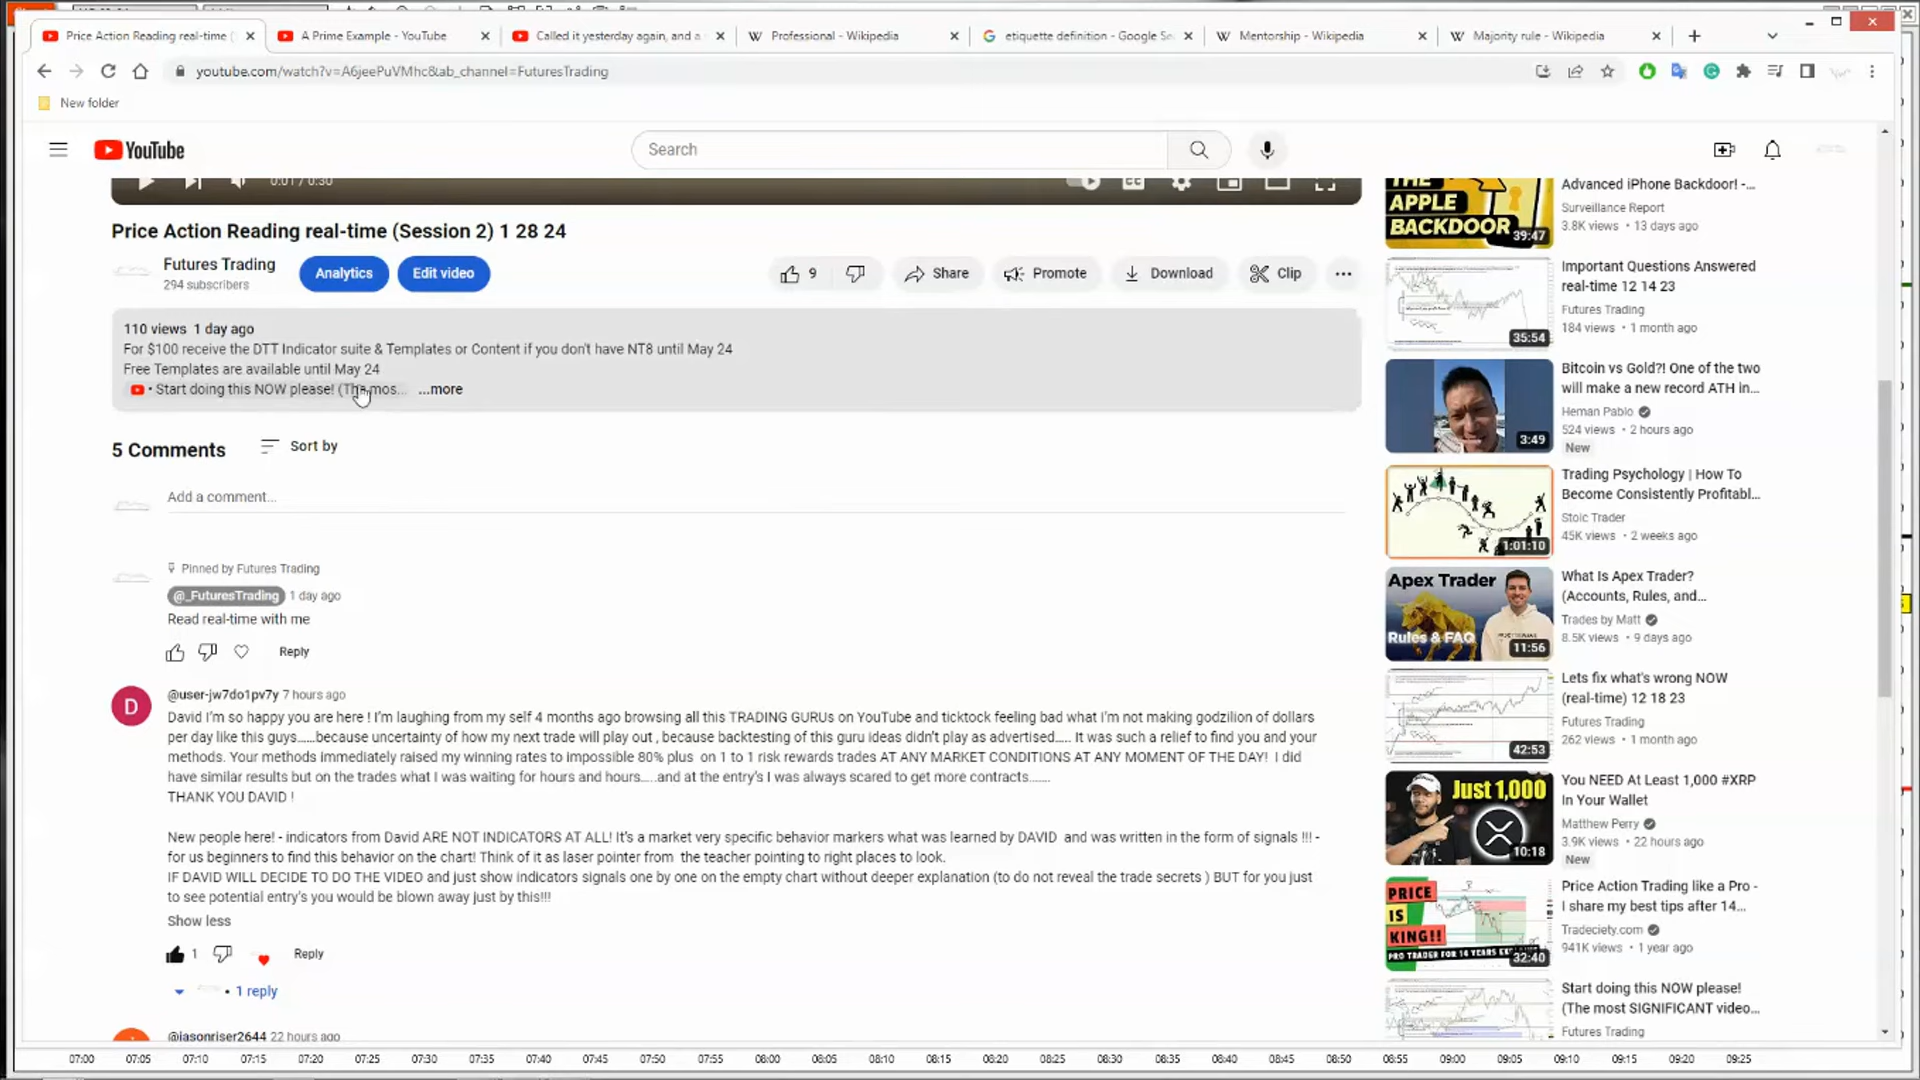 Price Action Reading real-time (
A Prime Example - YouTube
Called it yesterday again, and a
Professional - Wikipedia
etiquette definition - Google Se
Mentorship - Wikipedia
Majority rule - Wikipedia
youtube.com/watch?v=A6jeePuVMhc&ab_channel=FuturesTrading
New folder
YouTube
Search
0:01 / 0:30
Price Action Reading real-time (Session 2) 1 28 24
Futures Trading
294 subscribers
Analytics
Edit video
9
Share
Promote
Download
Clip
110 views 1 day ago
For $100 receive the DTT Indicator suite & Templates or Content if you don't have NT8 until May 24
Free Templates are available until May 24
• Start doing this NOW please! (The mos... ...more
5 Comments
Sort by
Add a comment...
Pinned by Futures Trading
@_FuturesTrading 1 day ago
Read real-time with me
Reply
D
@user-jw7do1pv7y 7 hours ago
David I'm so happy you are here ! I'm laughing from my self 4 months ago browsing all this TRADING GURUs on YouTube and ticktock feeling bad what I'm not making godzilion of dollars
per day like this guys......because uncertainty of how my next trade will play out , because backtesting of this guru ideas didn't play as advertised..... It was such a relief to find you and your
methods. Your methods immediately raised my winning rates to impossible 80% plus on 1 to 1 risk rewards trades AT ANY MARKET CONDITIONS AT ANY MOMENT OF THE DAY! I did
have similar results but on the trades what I was waiting for hours and hours.....and at the entry's I was always scared to get more contracts.......
THANK YOU DAVID !
New people here! - indicators from David ARE NOT INDICATORS AT ALL! It's a market very specific behavior markers what was learned by DAVID and was written in the form of signals !!! -
for us beginners to find this behavior on the chart! Think of it as laser pointer from the teacher pointing to right places to look.
IF DAVID WILL DECIDE TO DO THE VIDEO and just show indicators signals one by one on the empty chart without deeper explanation (to do not reveal the trade secrets ) BUT for you just
to see potential entry's you would be blown away just by this!!!
Show less
1
Reply
• 1 reply
@jasonriser2644 22 hours ago
THE
APPLE
BACKDOOR
39:47
Advanced iPhone Backdoor! -...
Surveillance Report
3.8K views • 13 days ago
35:54
Important Questions Answered
real-time 12 14 23
Futures Trading
184 views • 1 month ago
3:49
Bitcoin vs Gold?! One of the two
will make a new record ATH in...
Heman Pablo
524 views • 2 hours ago
New
1:01:10
Trading Psychology | How To
Become Consistently Profitabl...
Stoic Trader
45K views • 2 weeks ago
Apex Trader
Rules & FAQ
11:56
What Is Apex Trader?
(Accounts, Rules, and...
Trades by Matt
8.5K views • 9 days ago
42:53
Lets fix what's wrong NOW
(real-time) 12 18 23
Futures Trading
262 views • 1 month ago
Just 1,000
10:18
You NEED At Least 1,000 #XRP
In Your Wallet
Matthew Perry
3.9K views • 22 hours ago
New
PRICE
IS
KING!!
PRO TRADER FOR 14 YEARS
32:40
Price Action Trading like a Pro -
I share my best tips after 14...
Tradeciety.com
941K views • 1 year ago
Start doing this NOW please!
(The most SIGNIFICANT video...
Futures Trading
07:00 07:05 07:10 07:15 07:20 07:25 07:30 07:35 07:40 07:45 07:50 07:55 08:00 08:05 08:10 08:15 08:20 08:25 08:30 08:35 08:40 08:45 08:50 08:55 09:00 09:05 09:10 09:15 09:20 09:25